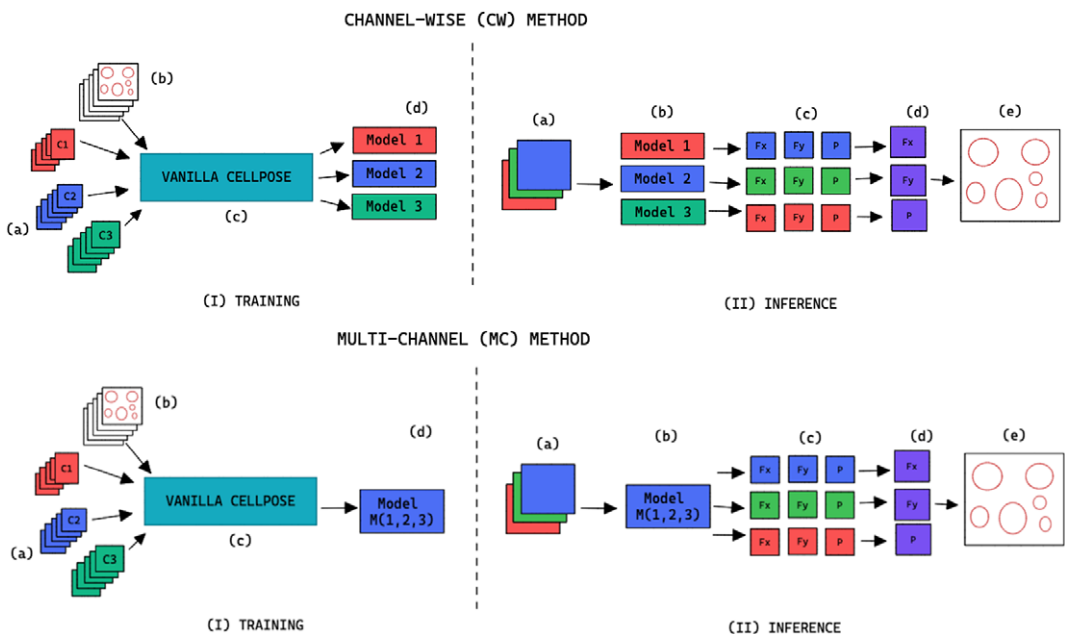 CHANNEL-WISE (CW) METHOD
(b)
C1
C2
(a)
C3
VANILLA CELLPOSE
(c)
(d)
Model 1
Model 2
Model 3
(I) TRAINING
(a)
(b)
Model 1
Model 2
Model 3
(c)
Fx Fy P
Fx Fy P
Fx Fy P
(d)
Fx
Fy
P
(e)
(II) INFERENCE
MULTI-CHANNEL (MC) METHOD
(b)
C1
C2
(a)
C3
VANILLA CELLPOSE
(c)
(d)
Model
M(1,2,3)
(I) TRAINING
(a)
(b)
Model
M(1,2,3)
(c)
Fx Fy P
Fx Fy P
Fx Fy P
(d)
Fx
Fy
P
(e)
(II) INFERENCE